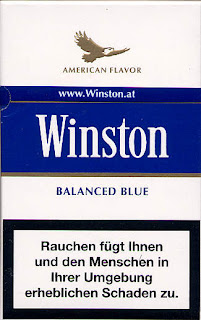 AMERICAN FLAVOR
www.Winston.at
Winston
BALANCED BLUE
Rauchen fügt Ihnen
und den Menschen in
Ihrer Umgebung
erheblichen Schaden zu.